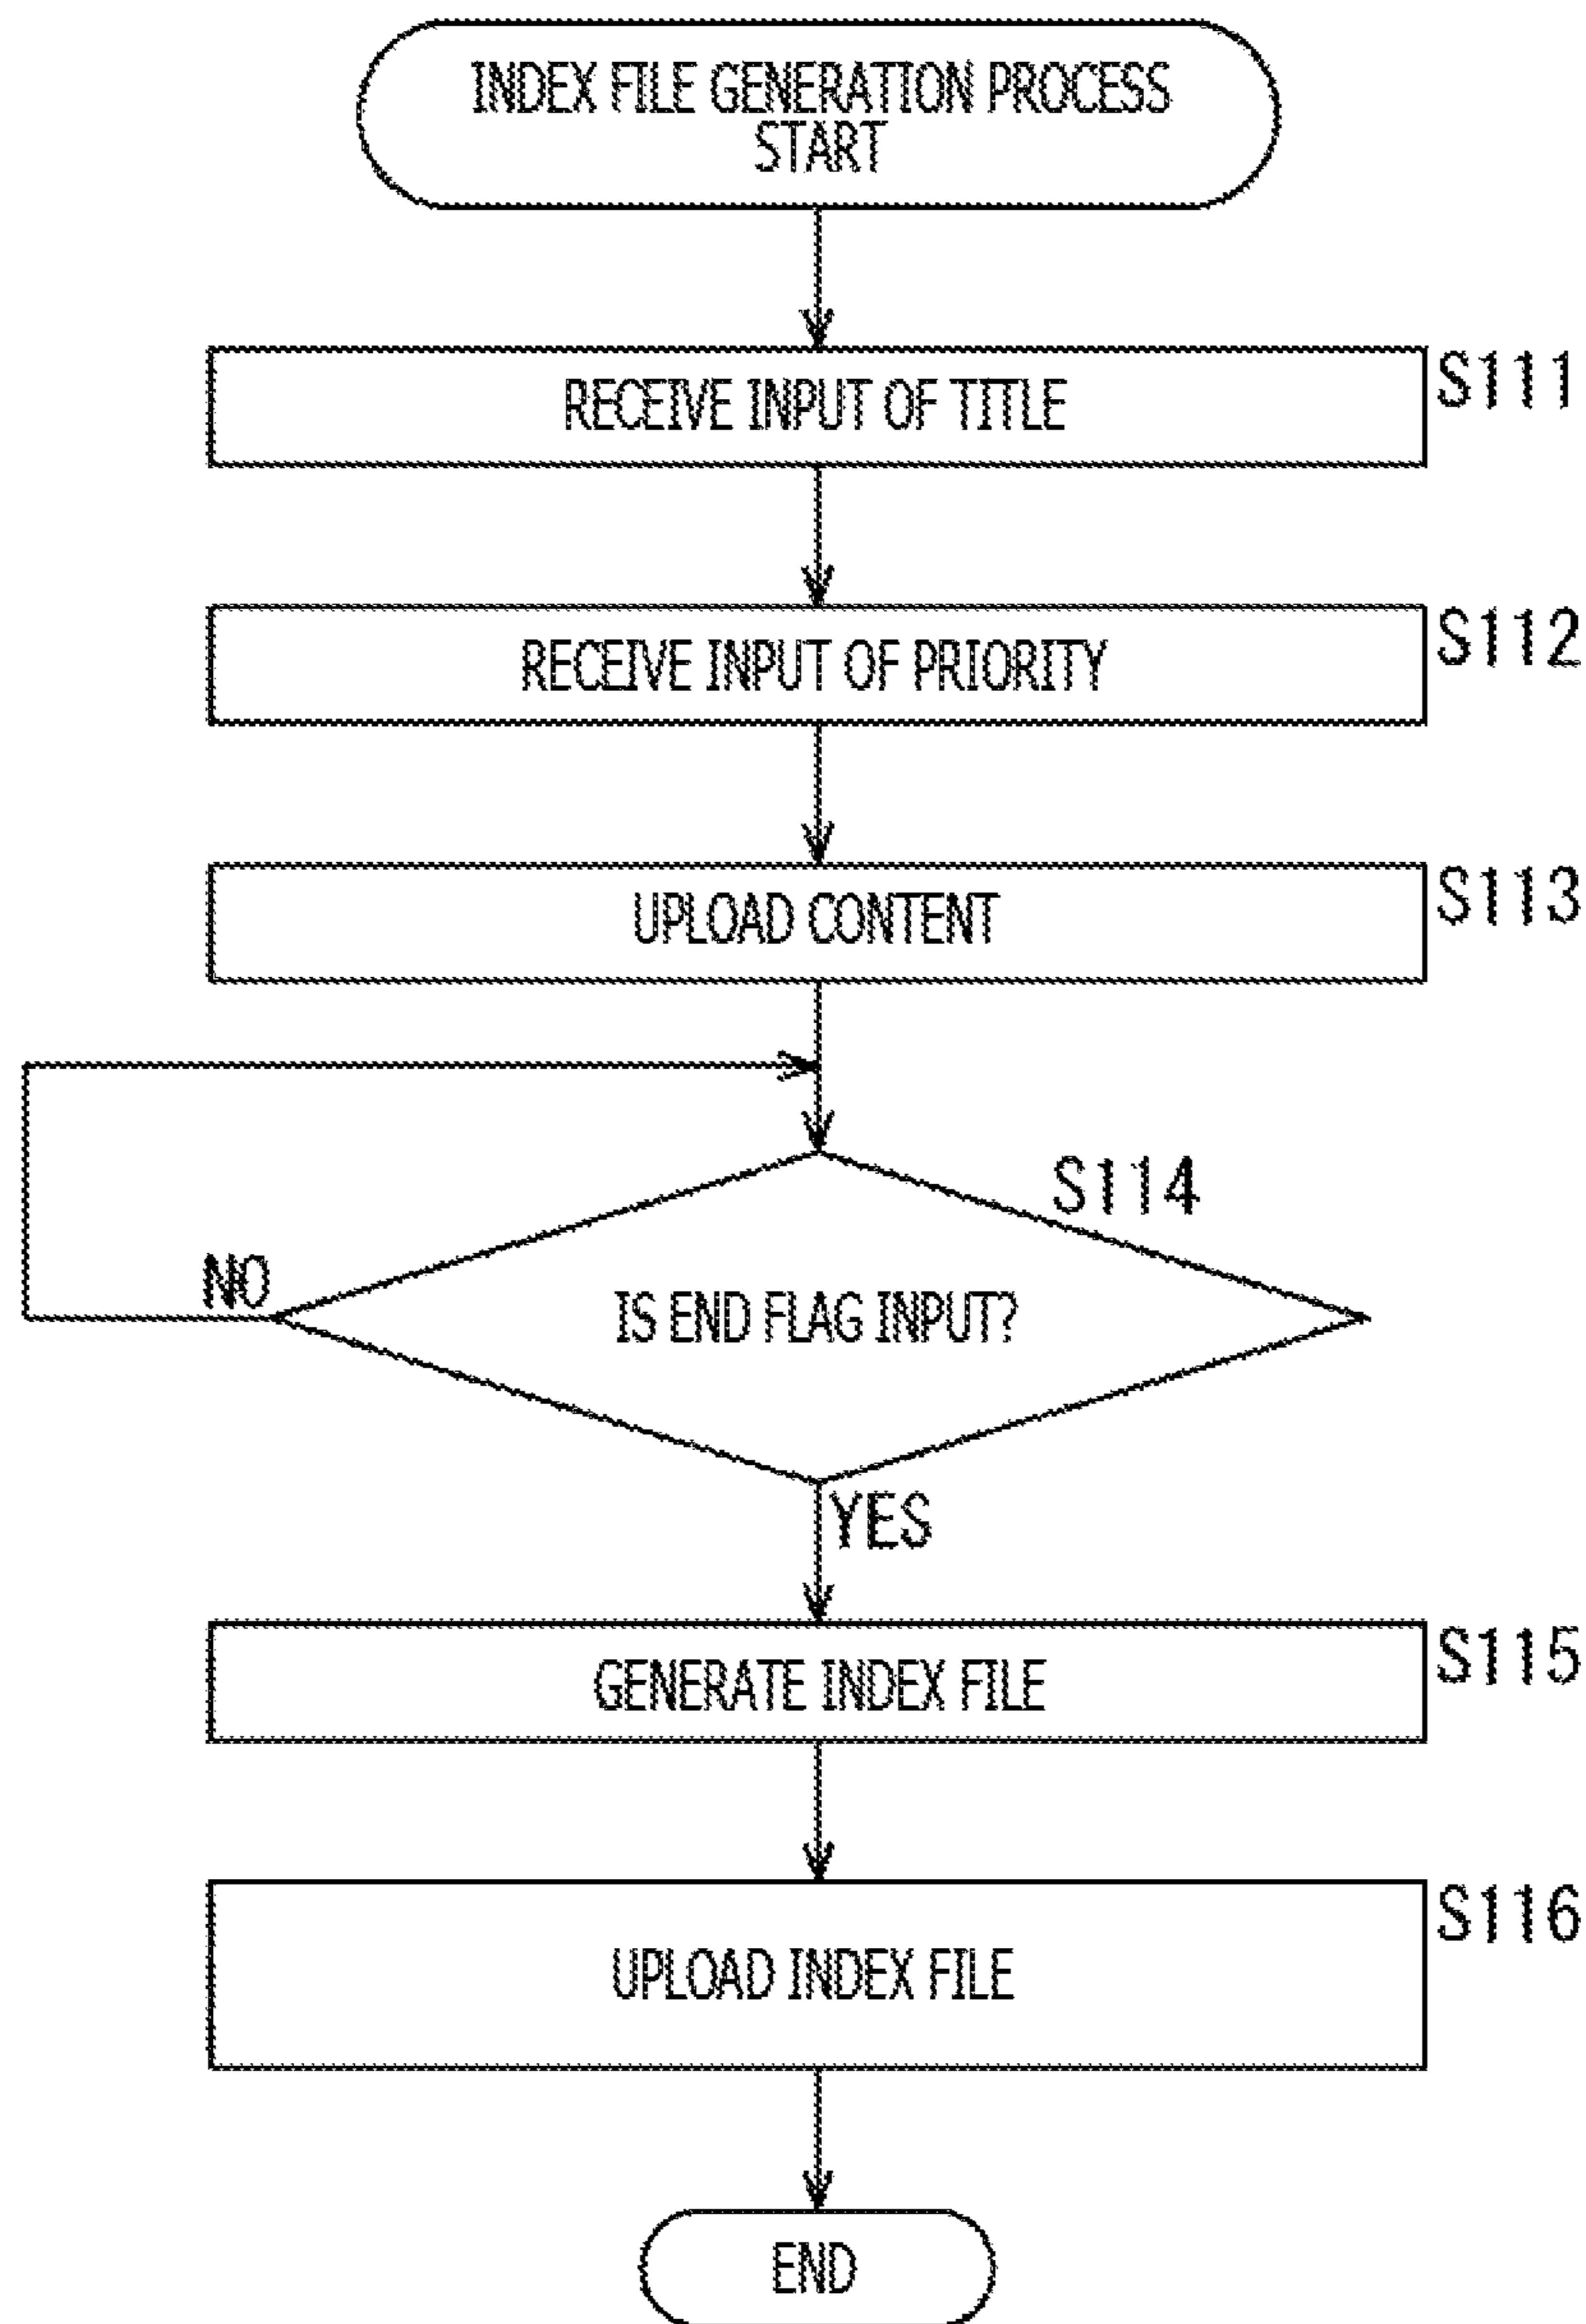 INDEX FILE GENERATION PROCESS
START
RECEIVE INPUT OF TITLE
S111
RECEIVE INPUT OF PRIORITY
S112
UPLOAD CONTENT
S113
S114
NO
IS END FLAG INPUT?
YES
GENERATE INDEX FILE
S115
UPLOAD INDEX FILE
S116
END